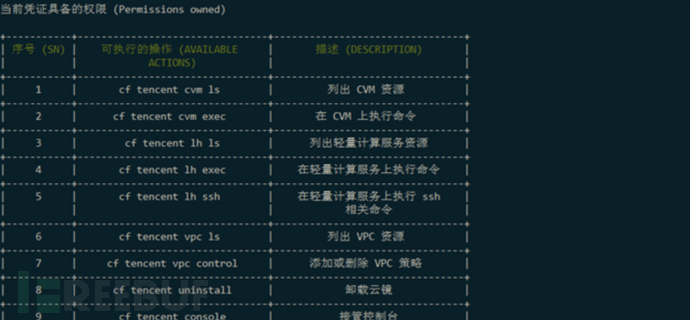 当前凭证具备的权限 (Permissions owned)
序号 (SN) 可执行的操作 (AVAILABLE ACTIONS) 描述 (DESCRIPTION)
1 cf tencent cvm ls 列出 CVM 资源
2 cf tencent cvm exec 在 CVM 上执行命令
3 cf tencent lh ls 列出轻量计算服务资源
4 cf tencent lh exec 在轻量计算服务上执行命令
5 cf tencent lh ssh 在轻量计算服务上执行 ssh 相关命令
6 cf tencent vpc ls 列出 VPC 资源
7 cf tencent vpc control 添加或删除 VPC 策略
8 cf tencent uninstall 卸载云镜
9 cf tencent console 接管控制台
FREEBUF